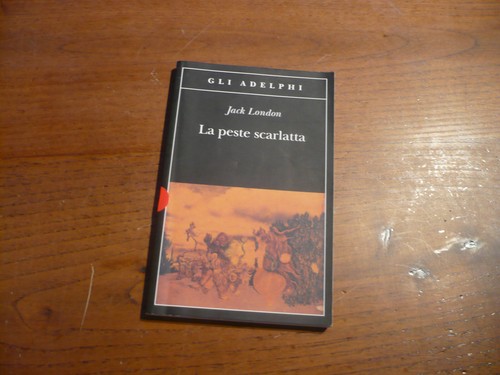 GLI ADELPHI
Jack London
La peste scarlatta